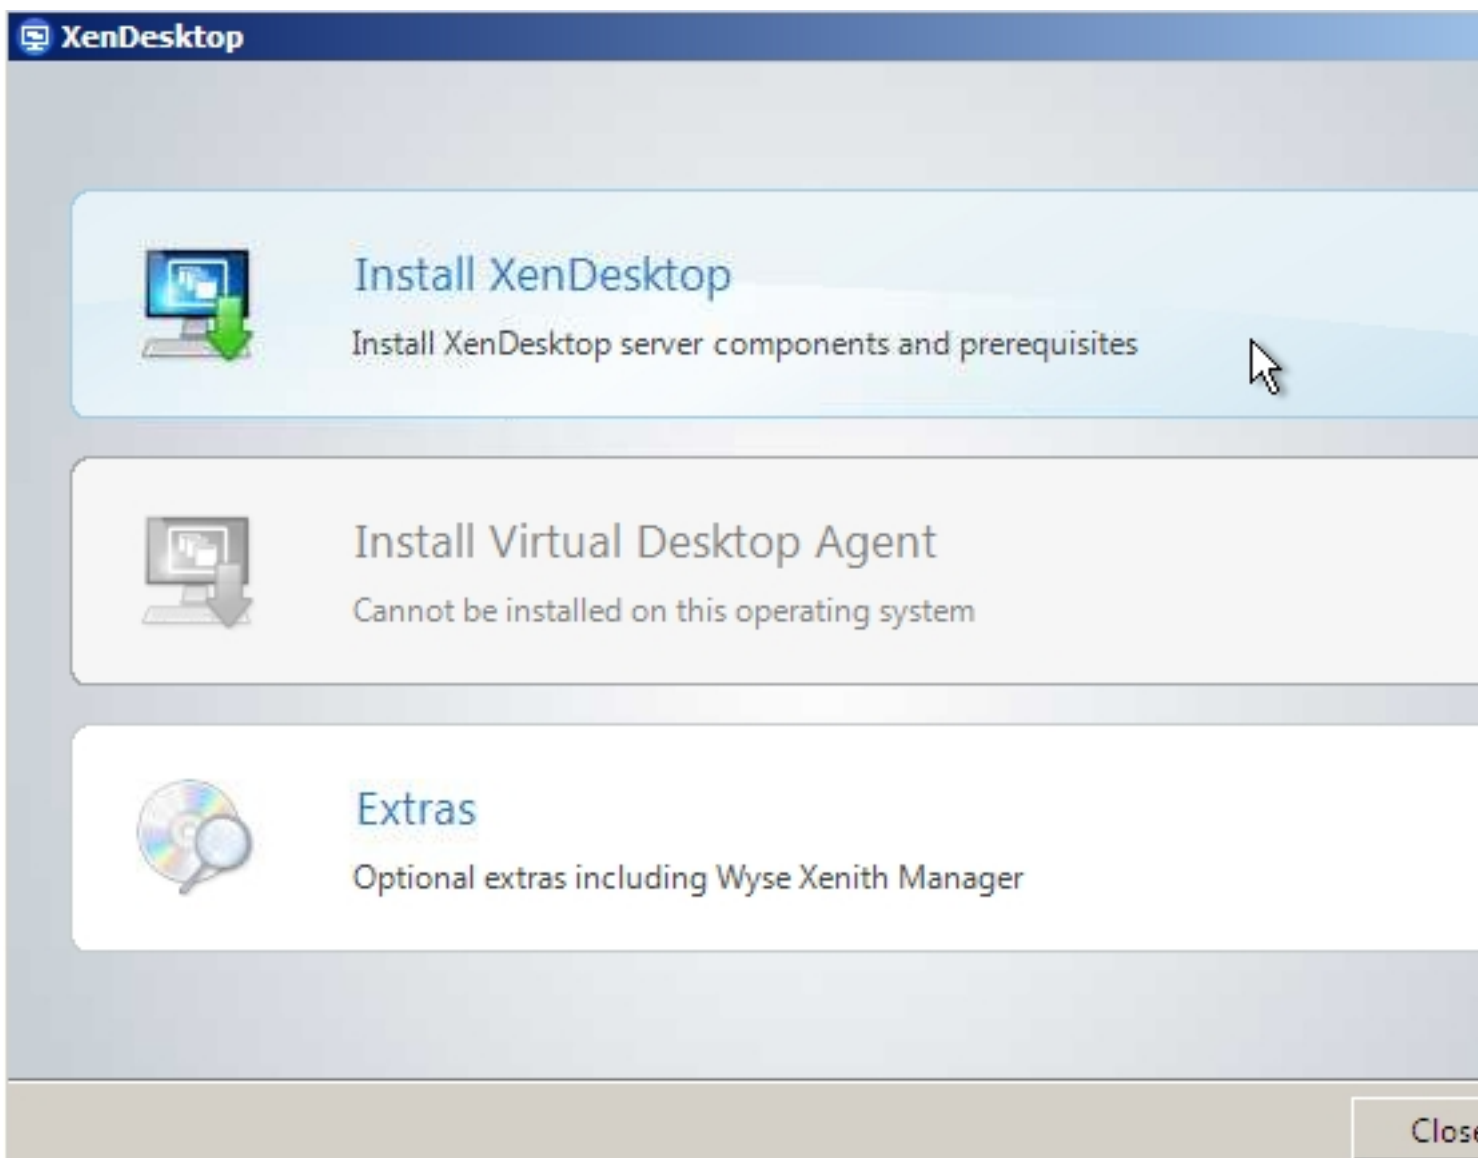 XenDesktop
Install XenDesktop
Install XenDesktop server components and prerequisites
Install Virtual Desktop Agent
Cannot be installed on this operating system
Extras
Optional extras including Wyse Xenith Manager
Close